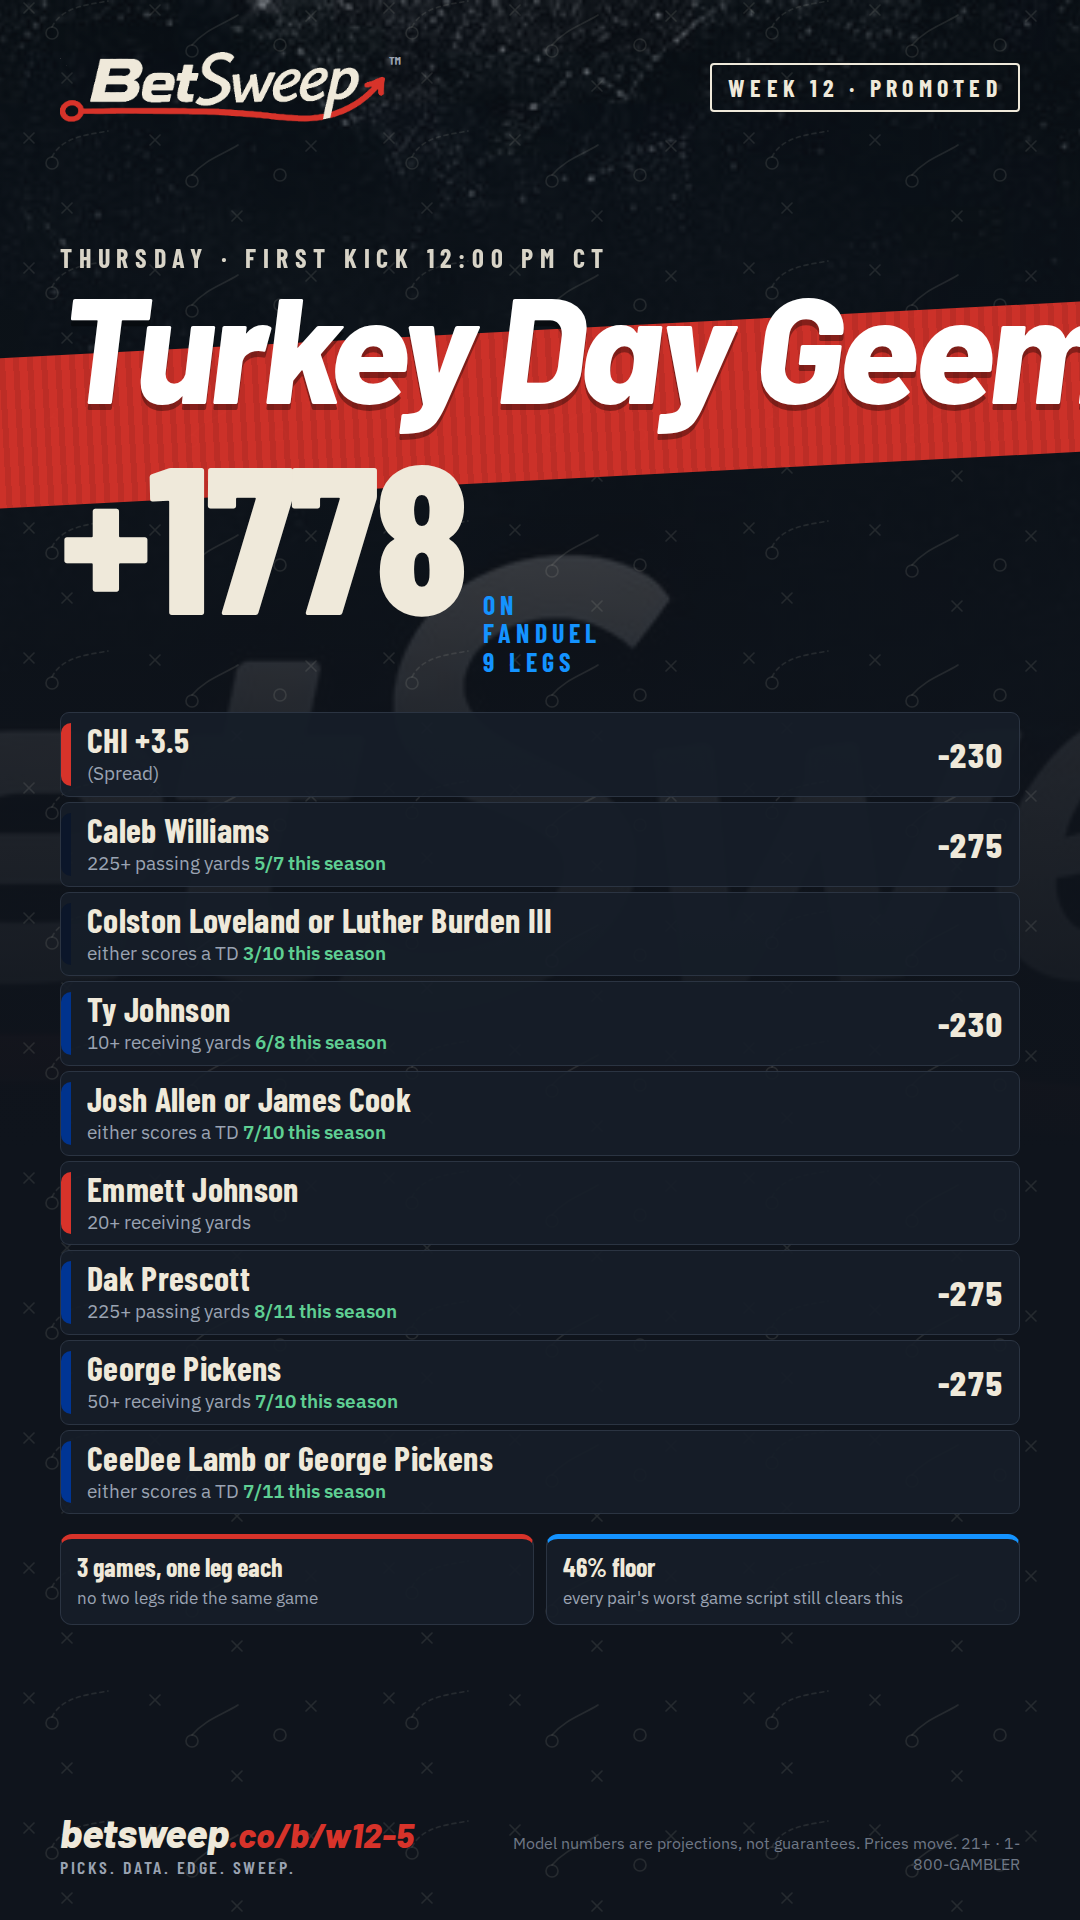 BetSweep™
WEEK 12 · PROMOTED
THURSDAY · FIRST KICK 12:00 PM CT
Turkey Day Geem
+1778
ON
FANDUEL
9 LEGS
CHI +3.5
-230
(Spread)
Caleb Williams
-275
225+ passing yards 5/7 this season
Colston Loveland or Luther Burden III
either scores a TD 3/10 this season
Ty Johnson
-230
10+ receiving yards 6/8 this season
Josh Allen or James Cook
either scores a TD 7/10 this season
Emmett Johnson
20+ receiving yards
Dak Prescott
-275
225+ passing yards 8/11 this season
George Pickens
-275
50+ receiving yards 7/10 this season
CeeDee Lamb or George Pickens
either scores a TD 7/11 this season
3 games, one leg each
no two legs ride the same game
46% floor
every pair's worst game script still clears this
betsweep.co/b/w12-5
PICKS. DATA. EDGE. SWEEP.
Model numbers are projections, not guarantees. Prices move. 21+ · 1-
800-GAMBLER